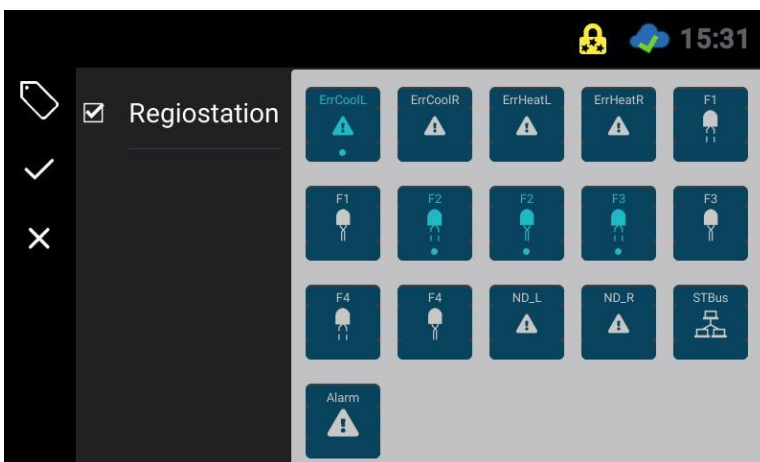 15:31
Regiostation
ErrCoolL ErrCoolR ErrHeatL ErrHeatR F1
F1 F2 F2 F3 F3
F4 F4 ND_L ND_R STBus
Alarm